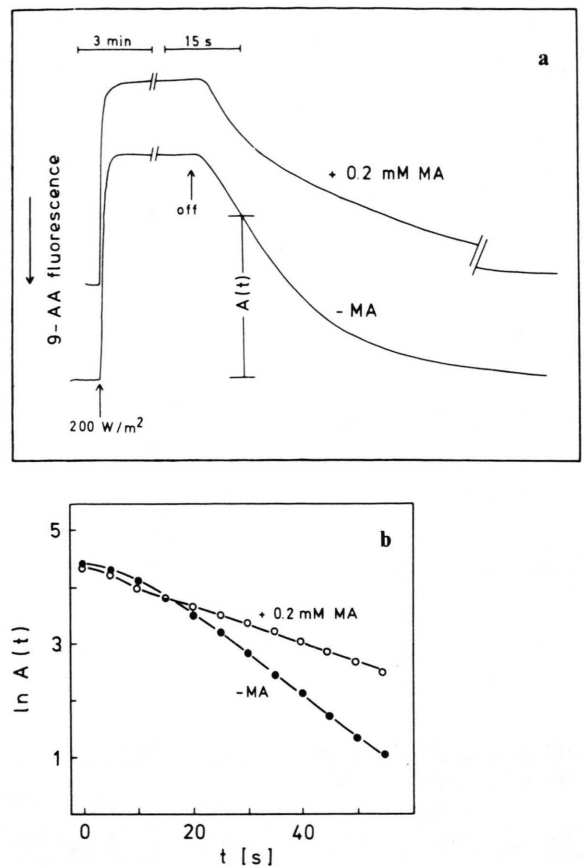 3 min 15 s
a
+ 0.2 mM MA
off
9-AA fluorescence
A(t)
- MA
200 W/m²
b
5
3
1
ln A(t)
+ 0.2 mM MA
-MA
0 20 40
t [s]